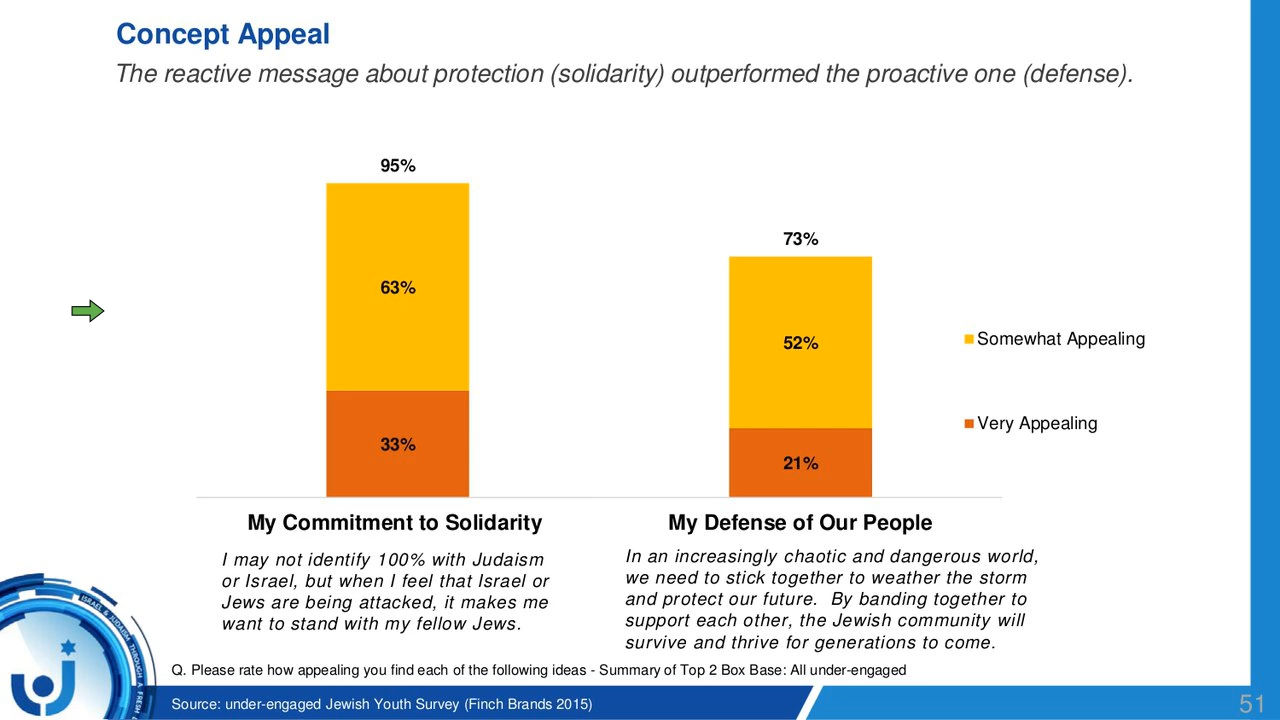 Concept Appeal
The reactive message about protection (solidarity) outperformed the proactive one (defense).
95%
63%
33%
73%
52%
21%
Somewhat Appealing
Very Appealing
My Commitment to Solidarity
I may not identify 100% with Judaism
or Israel, but when I feel that Israel or
Jews are being attacked, it makes me
want to stand with my fellow Jews.
My Defense of Our People
In an increasingly chaotic and dangerous world,
we need to stick together to weather the storm
and protect our future.  By banding together to
support each other, the Jewish community will
survive and thrive for generations to come.
ISRAEL & JUDAISM THROUGH A FRESH
Q. Please rate how appealing you find each of the following ideas - Summary of Top 2 Box Base: All under-engaged
Source: under-engaged Jewish Youth Survey (Finch Brands 2015)
51